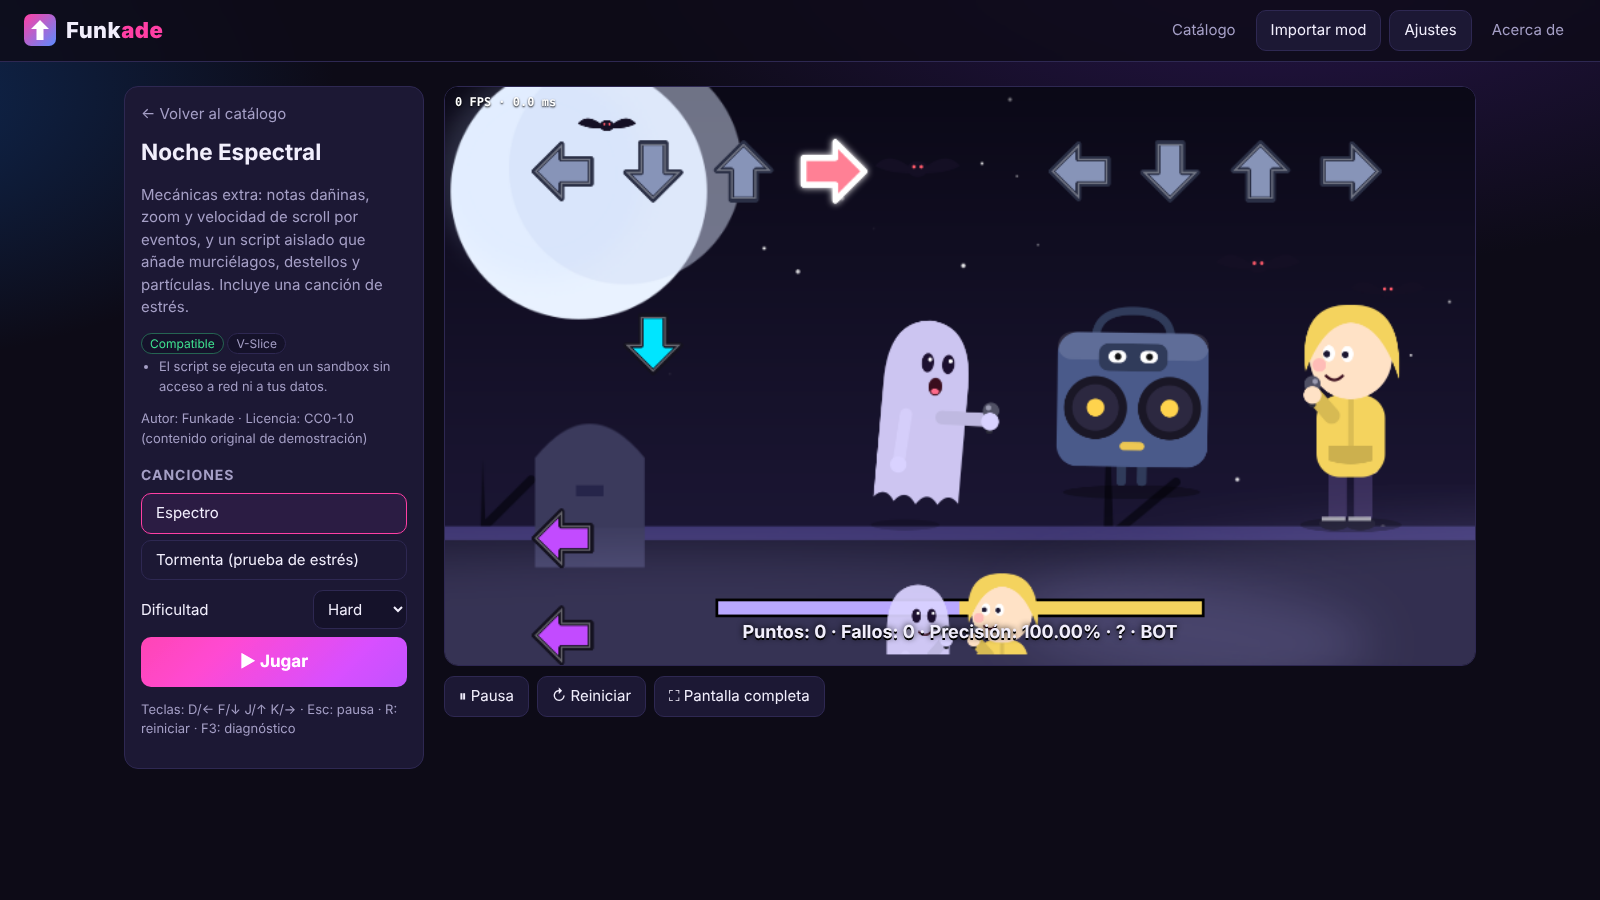 Funkade
Catálogo
Importar mod
Ajustes
Acerca de
← Volver al catálogo
Noche Espectral
Mecánicas extra: notas dañinas,
zoom y velocidad de scroll por
eventos, y un script aislado que
añade murciélagos, destellos y
partículas. Incluye una canción de
estrés.
Compatible
V-Slice
• El script se ejecuta en un sandbox sin
acceso a red ni a tus datos.
Autor: Funkade · Licencia: CC0-1.0
(contenido original de demostración)
CANCIONES
Espectro
Tormenta (prueba de estrés)
Dificultad
Hard
▶ Jugar
Teclas: D/← F/↓ J/↑ K/→ · Esc: pausa · R:
reiniciar · F3: diagnóstico
0 FPS · 0.0 ms
Puntos: 0 · Fallos: 0 · Precisión: 100.00% · ? · BOT
⏸ Pausa
↻ Reiniciar
⛶ Pantalla completa